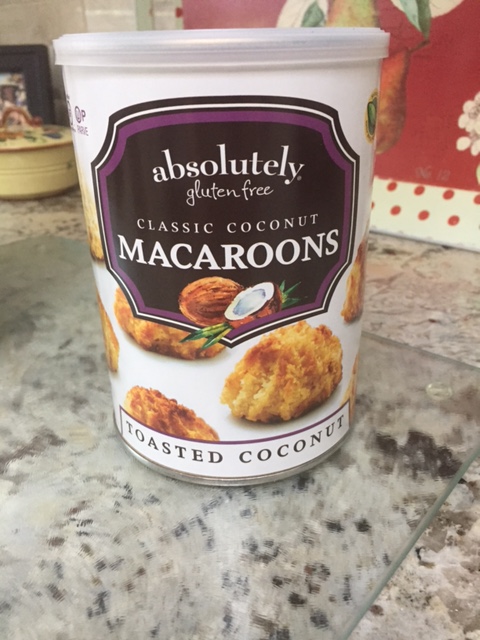 absolutely
gluten free
CLASSIC COCONUT
MACAROONS
TOASTED COCONUT